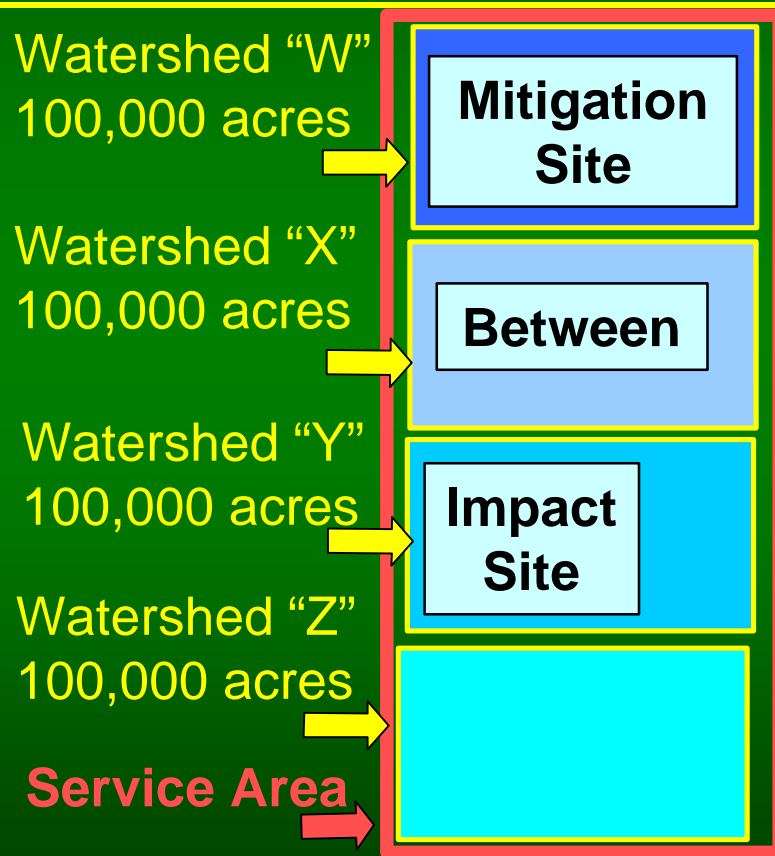 Watershed “W”
100,000 acres
Mitigation
Site
Watershed “X”
100,000 acres
Between
Watershed “Y”
100,000 acres
Impact
Site
Watershed “Z”
100,000 acres
Service Area